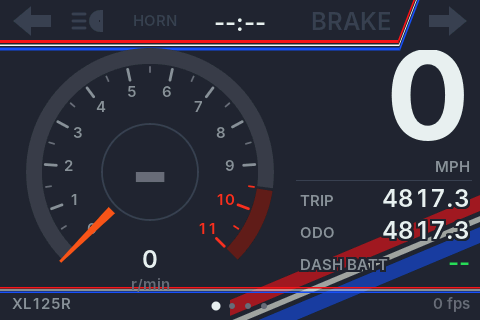 HORN --:-- BRAKE
0
MPH
0 1 2 3 4 5 6 7 8 9 10 11
0
r/min
TRIP 4817.3
ODO 4817.3
DASH BATT --
XL125R
0 fps